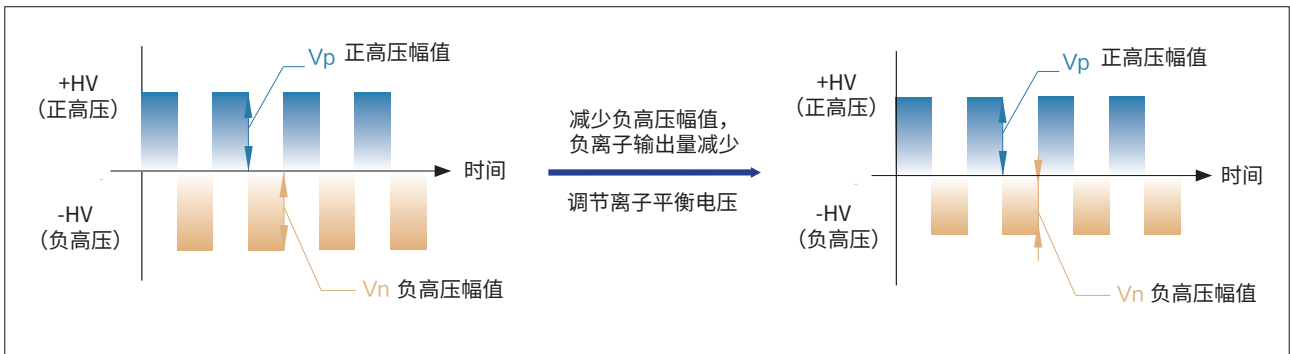 Vp 正高压幅值
+HV
（正高压）
时间
-HV
（负高压）
Vn 负高压幅值
减少负高压幅值，
负离子输出量减少
调节离子平衡电压
Vp 正高压幅值
+HV
（正高压）
时间
-HV
（负高压）
Vn 负高压幅值